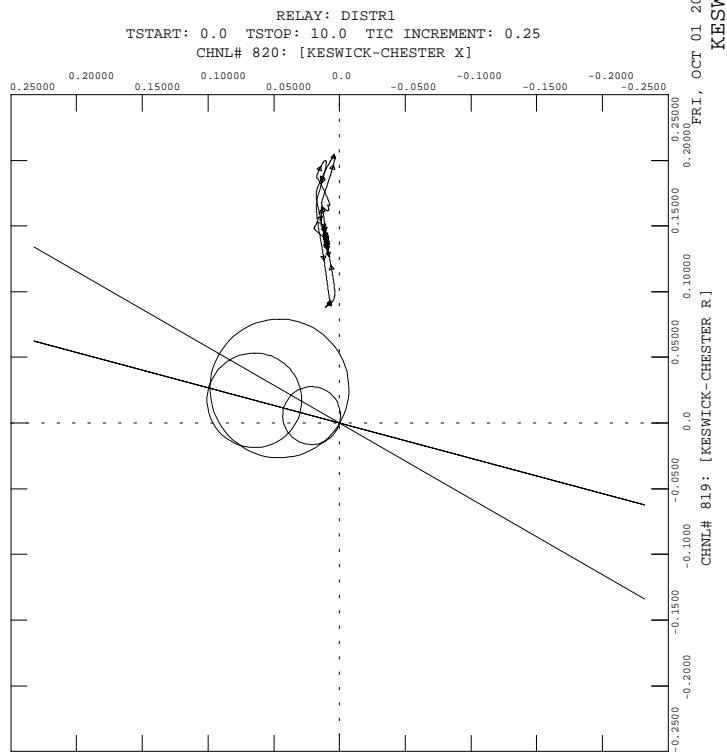 RELAY: DISTR1
TSTART: 0.0 TSTOP: 10.0 TIC INCREMENT: 0.25
CHNL# 820: [KESWICK-CHESTER X]
0.25000 0.20000 0.15000 0.10000 0.05000 0.0 -0.05000 -0.1000 -0.1500 -0.2000 -0.2500
0.25000
0.20000
0.15000
0.10000
0.05000
0.0
-0.0500
-0.1000
-0.1500
-0.2000
-0.2500
CHNL# 819: [KESWICK-CHESTER R]
FRI, OCT 01 20
KESW